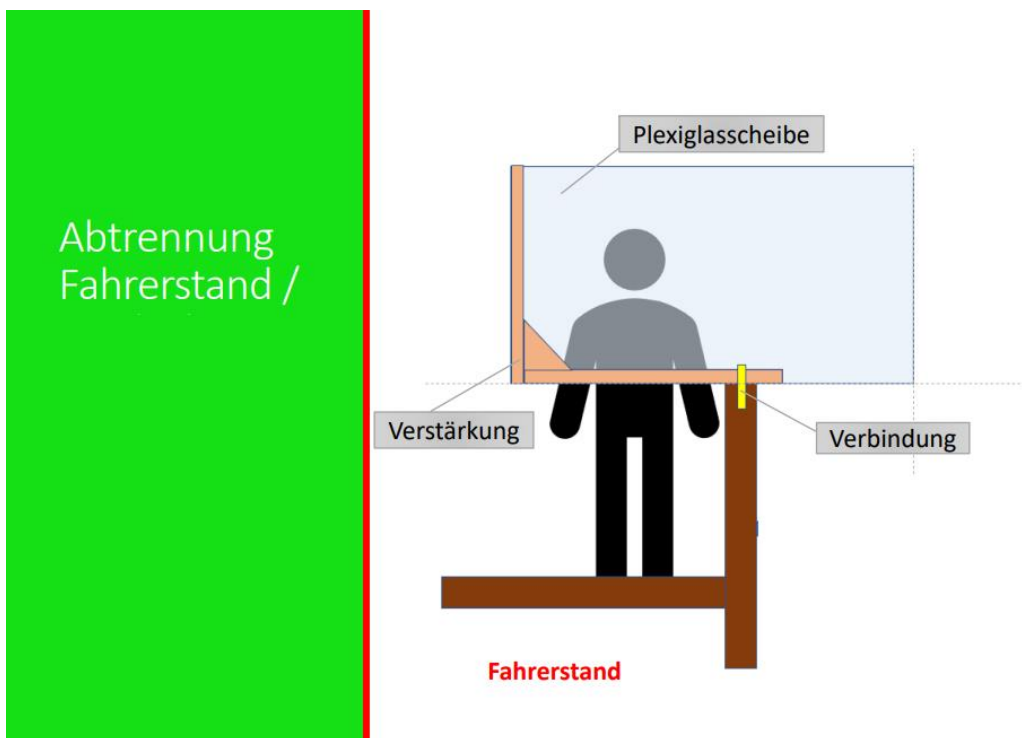 Abtrennung
Fahrerstand /
Plexiglasscheibe
Verstärkung
Verbindung
Fahrerstand